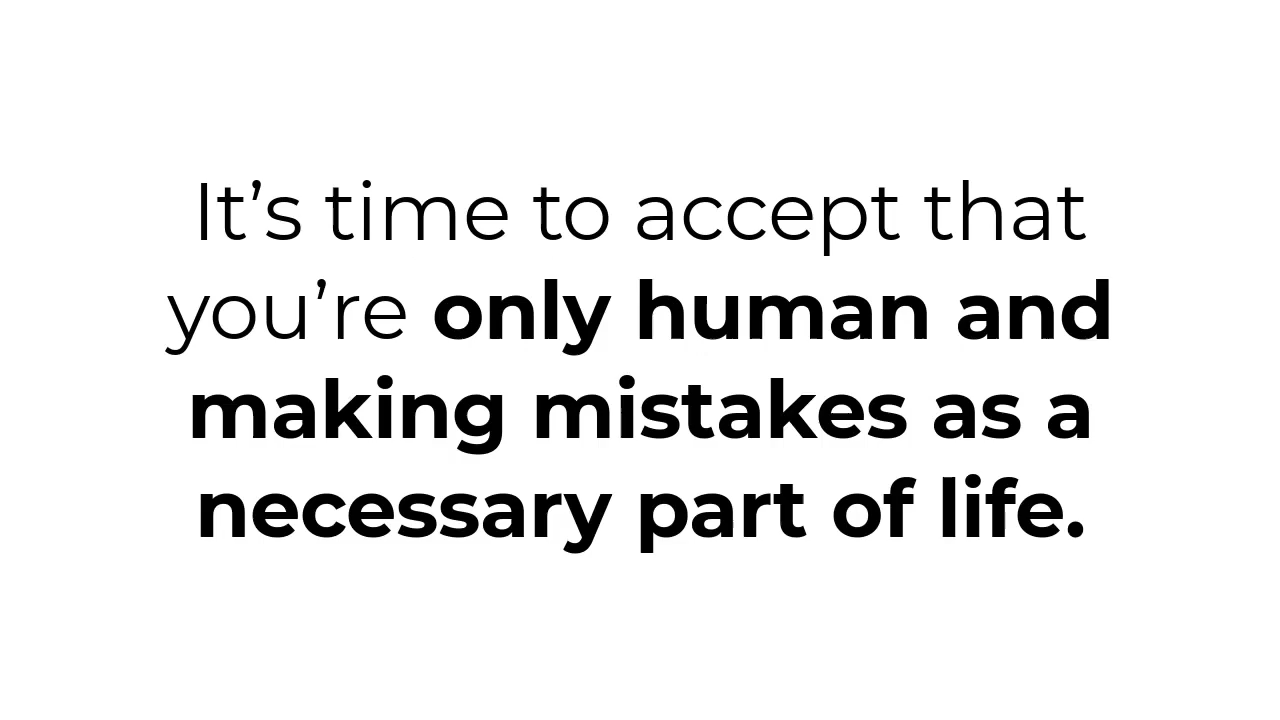 It’s time to accept that
you’re only human and
making mistakes as a
necessary part of life.